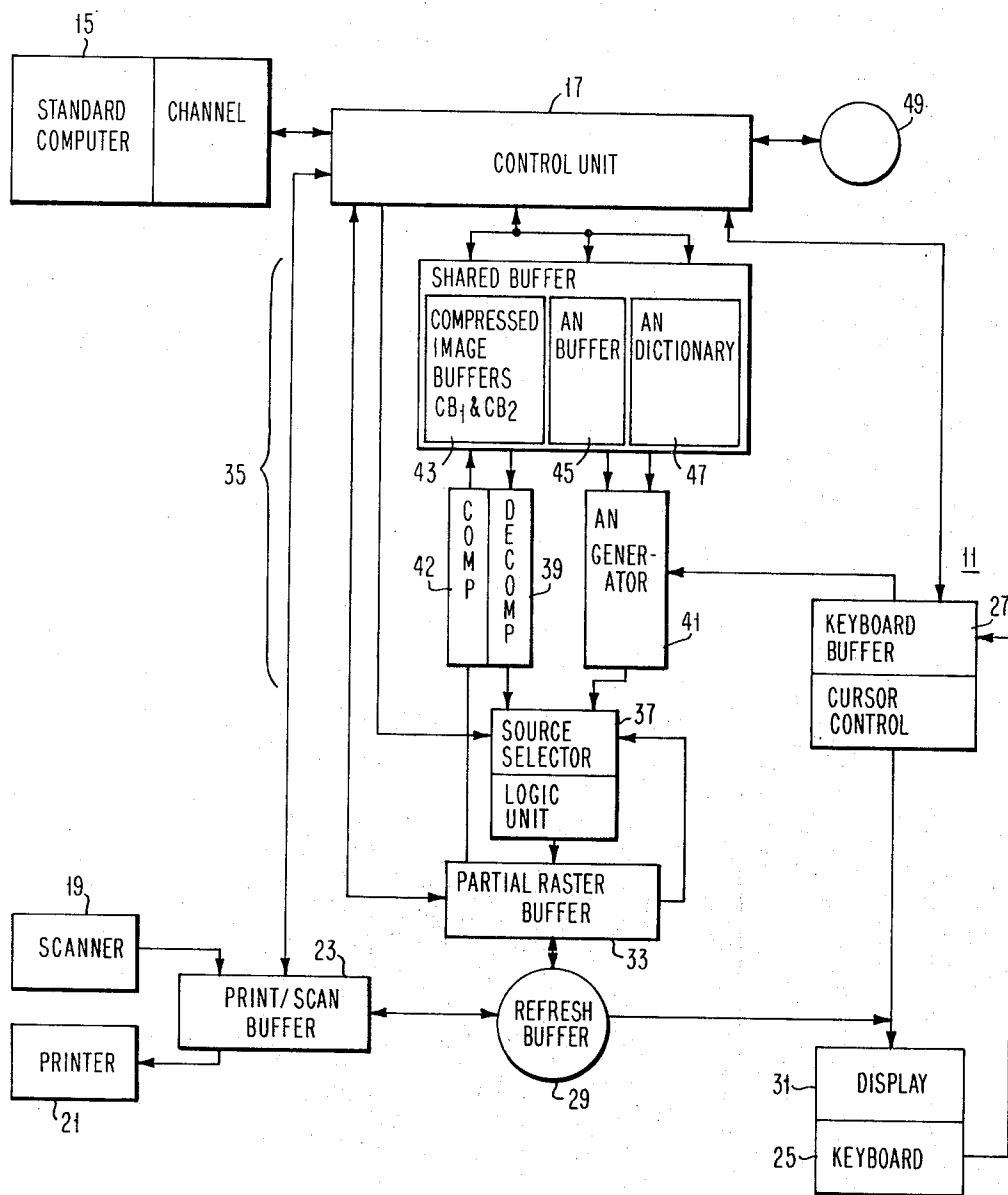 15
STANDARD
COMPUTER
CHANNEL
17
CONTROL UNIT
49
SHARED BUFFER
COMPRESSED
IMAGE
BUFFERS
CB1 & CB2
AN
BUFFER
AN
DICTIONARY
43
45
47
35
COMP
42
DECOMP
39
AN
GENER-
ATOR
41
11
27
KEYBOARD
BUFFER
CURSOR
CONTROL
SOURCE
SELECTOR
37
LOGIC
UNIT
PARTIAL RASTER
BUFFER
33
19
SCANNER
23
PRINT/SCAN
BUFFER
REFRESH
BUFFER
29
PRINTER
21
31
DISPLAY
25
KEYBOARD